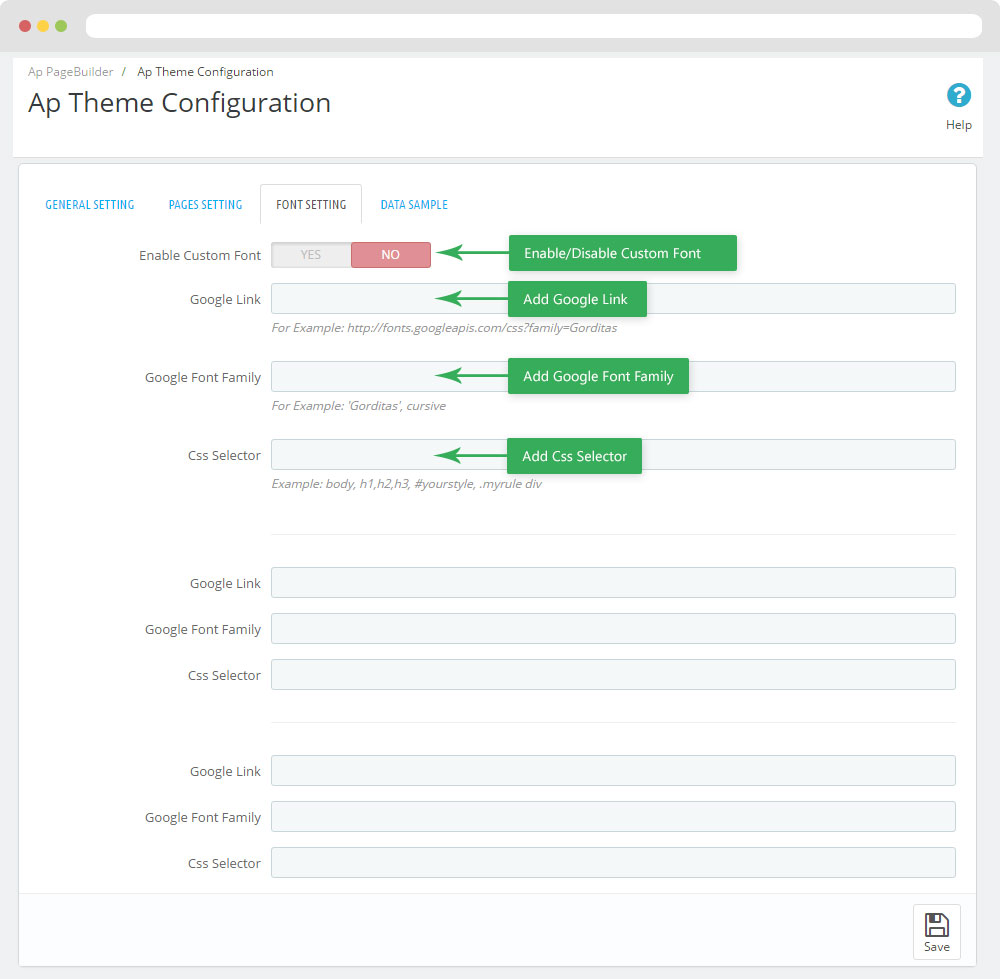 Ap PageBuilder / Ap Theme Configuration
Ap Theme Configuration
?
Help
GENERAL SETTING PAGES SETTING FONT SETTING DATA SAMPLE
Enable Custom Font YES NO Enable/Disable Custom Font
Google Link Add Google Link
For Example: http://fonts.googleapis.com/css?family=Gorditas
Google Font Family Add Google Font Family
For Example: 'Gorditas', cursive
Css Selector Add Css Selector
Example: body, h1,h2,h3, #yourstyle, .myrule div
Google Link
Google Font Family
Css Selector
Google Link
Google Font Family
Css Selector
Save